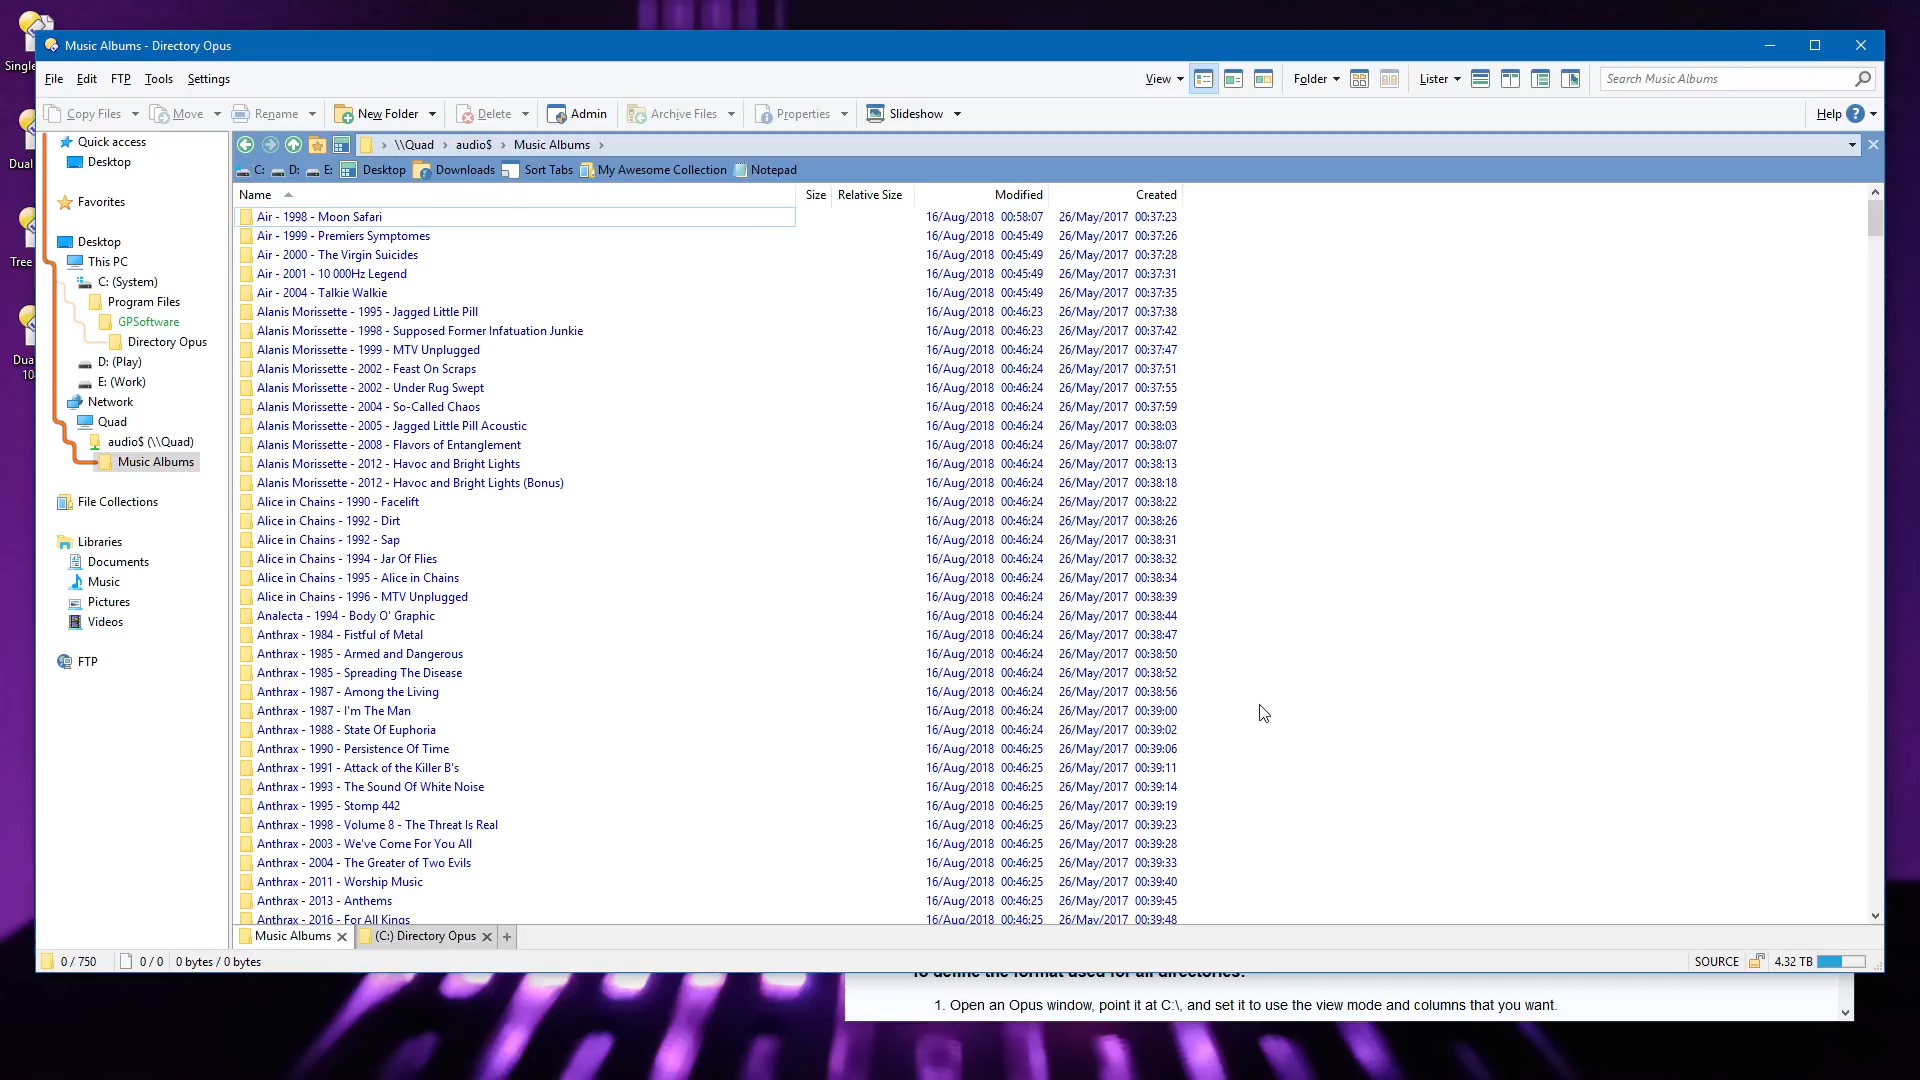 Single
Dual
Tree
Dua
10
Music Albums - Directory Opus
File Edit FTP Tools Settings
View Folder Lister Search Music Albums
Copy Files Move Rename New Folder Delete Admin Archive Files Properties Slideshow Help
Quick access
Desktop
Favorites
Desktop
This PC
C: (System)
Program Files
GPSoftware
Directory Opus
D: (Play)
E: (Work)
Network
Quad
audio$ (\\Quad)
Music Albums
File Collections
Libraries
Documents
Music
Pictures
Videos
FTP
\\Quad › audio$ › Music Albums ›
C: D: E: Desktop Downloads Sort Tabs My Awesome Collection Notepad
Name Size Relative Size Modified Created
Air - 1998 - Moon Safari 16/Aug/2018 00:58:07 26/May/2017 00:37:23
Air - 1999 - Premiers Symptomes 16/Aug/2018 00:45:49 26/May/2017 00:37:26
Air - 2000 - The Virgin Suicides 16/Aug/2018 00:45:49 26/May/2017 00:37:28
Air - 2001 - 10 000Hz Legend 16/Aug/2018 00:45:49 26/May/2017 00:37:31
Air - 2004 - Talkie Walkie 16/Aug/2018 00:45:49 26/May/2017 00:37:35
Alanis Morissette - 1995 - Jagged Little Pill 16/Aug/2018 00:46:23 26/May/2017 00:37:38
Alanis Morissette - 1998 - Supposed Former Infatuation Junkie 16/Aug/2018 00:46:23 26/May/2017 00:37:42
Alanis Morissette - 1999 - MTV Unplugged 16/Aug/2018 00:46:24 26/May/2017 00:37:47
Alanis Morissette - 2002 - Feast On Scraps 16/Aug/2018 00:46:24 26/May/2017 00:37:51
Alanis Morissette - 2002 - Under Rug Swept 16/Aug/2018 00:46:24 26/May/2017 00:37:55
Alanis Morissette - 2004 - So-Called Chaos 16/Aug/2018 00:46:24 26/May/2017 00:37:59
Alanis Morissette - 2005 - Jagged Little Pill Acoustic 16/Aug/2018 00:46:24 26/May/2017 00:38:03
Alanis Morissette - 2008 - Flavors of Entanglement 16/Aug/2018 00:46:24 26/May/2017 00:38:07
Alanis Morissette - 2012 - Havoc and Bright Lights 16/Aug/2018 00:46:24 26/May/2017 00:38:13
Alanis Morissette - 2012 - Havoc and Bright Lights (Bonus) 16/Aug/2018 00:46:24 26/May/2017 00:38:18
Alice in Chains - 1990 - Facelift 16/Aug/2018 00:46:24 26/May/2017 00:38:22
Alice in Chains - 1992 - Dirt 16/Aug/2018 00:46:24 26/May/2017 00:38:26
Alice in Chains - 1992 - Sap 16/Aug/2018 00:46:24 26/May/2017 00:38:31
Alice in Chains - 1994 - Jar Of Flies 16/Aug/2018 00:46:24 26/May/2017 00:38:32
Alice in Chains - 1995 - Alice in Chains 16/Aug/2018 00:46:24 26/May/2017 00:38:34
Alice in Chains - 1996 - MTV Unplugged 16/Aug/2018 00:46:24 26/May/2017 00:38:39
Analecta - 1994 - Body O' Graphic 16/Aug/2018 00:46:24 26/May/2017 00:38:44
Anthrax - 1984 - Fistful of Metal 16/Aug/2018 00:46:24 26/May/2017 00:38:47
Anthrax - 1985 - Armed and Dangerous 16/Aug/2018 00:46:24 26/May/2017 00:38:50
Anthrax - 1985 - Spreading The Disease 16/Aug/2018 00:46:24 26/May/2017 00:38:52
Anthrax - 1987 - Among the Living 16/Aug/2018 00:46:24 26/May/2017 00:38:56
Anthrax - 1987 - I'm The Man 16/Aug/2018 00:46:24 26/May/2017 00:39:00
Anthrax - 1988 - State Of Euphoria 16/Aug/2018 00:46:24 26/May/2017 00:39:02
Anthrax - 1990 - Persistence Of Time 16/Aug/2018 00:46:25 26/May/2017 00:39:06
Anthrax - 1991 - Attack of the Killer B's 16/Aug/2018 00:46:25 26/May/2017 00:39:11
Anthrax - 1993 - The Sound Of White Noise 16/Aug/2018 00:46:25 26/May/2017 00:39:14
Anthrax - 1995 - Stomp 442 16/Aug/2018 00:46:25 26/May/2017 00:39:19
Anthrax - 1998 - Volume 8 - The Threat Is Real 16/Aug/2018 00:46:25 26/May/2017 00:39:23
Anthrax - 2003 - We've Come For You All 16/Aug/2018 00:46:25 26/May/2017 00:39:28
Anthrax - 2004 - The Greater of Two Evils 16/Aug/2018 00:46:25 26/May/2017 00:39:33
Anthrax - 2011 - Worship Music 16/Aug/2018 00:46:25 26/May/2017 00:39:40
Anthrax - 2013 - Anthems 16/Aug/2018 00:46:25 26/May/2017 00:39:45
Anthrax - 2016 - For All Kings 16/Aug/2018 00:46:25 26/May/2017 00:39:48
Music Albums (C:) Directory Opus
0 / 750 0 / 0 0 bytes / 0 bytes SOURCE 4.32 TB
To define the format used for all directories:
1. Open an Opus window, point it at C:\, and set it to use the view mode and columns that you want.